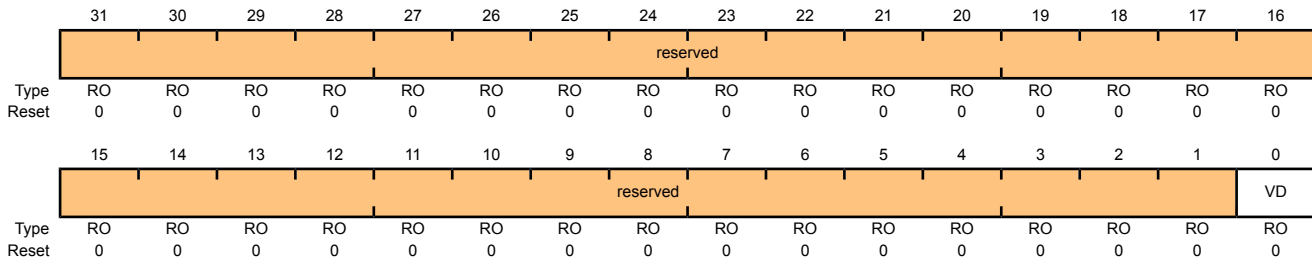 31 30 29 28 27 26 25 24 23 22 21 20 19 18 17 16
reserved
Type RO RO RO RO RO RO RO RO RO RO RO RO RO RO RO RO
Reset 0 0 0 0 0 0 0 0 0 0 0 0 0 0 0 0
15 14 13 12 11 10 9 8 7 6 5 4 3 2 1 0
reserved VD
Type RO RO RO RO RO RO RO RO RO RO RO RO RO RO RO RO
Reset 0 0 0 0 0 0 0 0 0 0 0 0 0 0 0 0